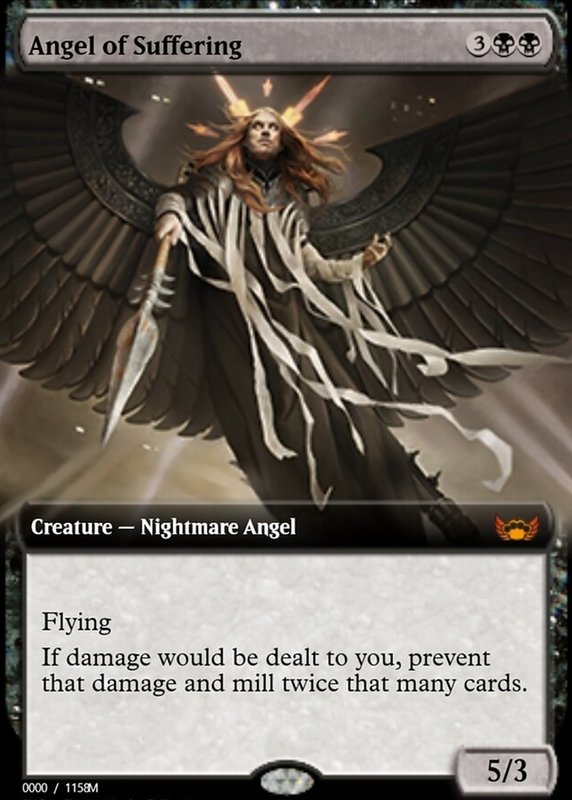 Angel of Suffering 3
Creature — Nightmare Angel
Flying
If damage would be dealt to you, prevent
that damage and mill twice that many cards.
5/3
0000 / 1158M